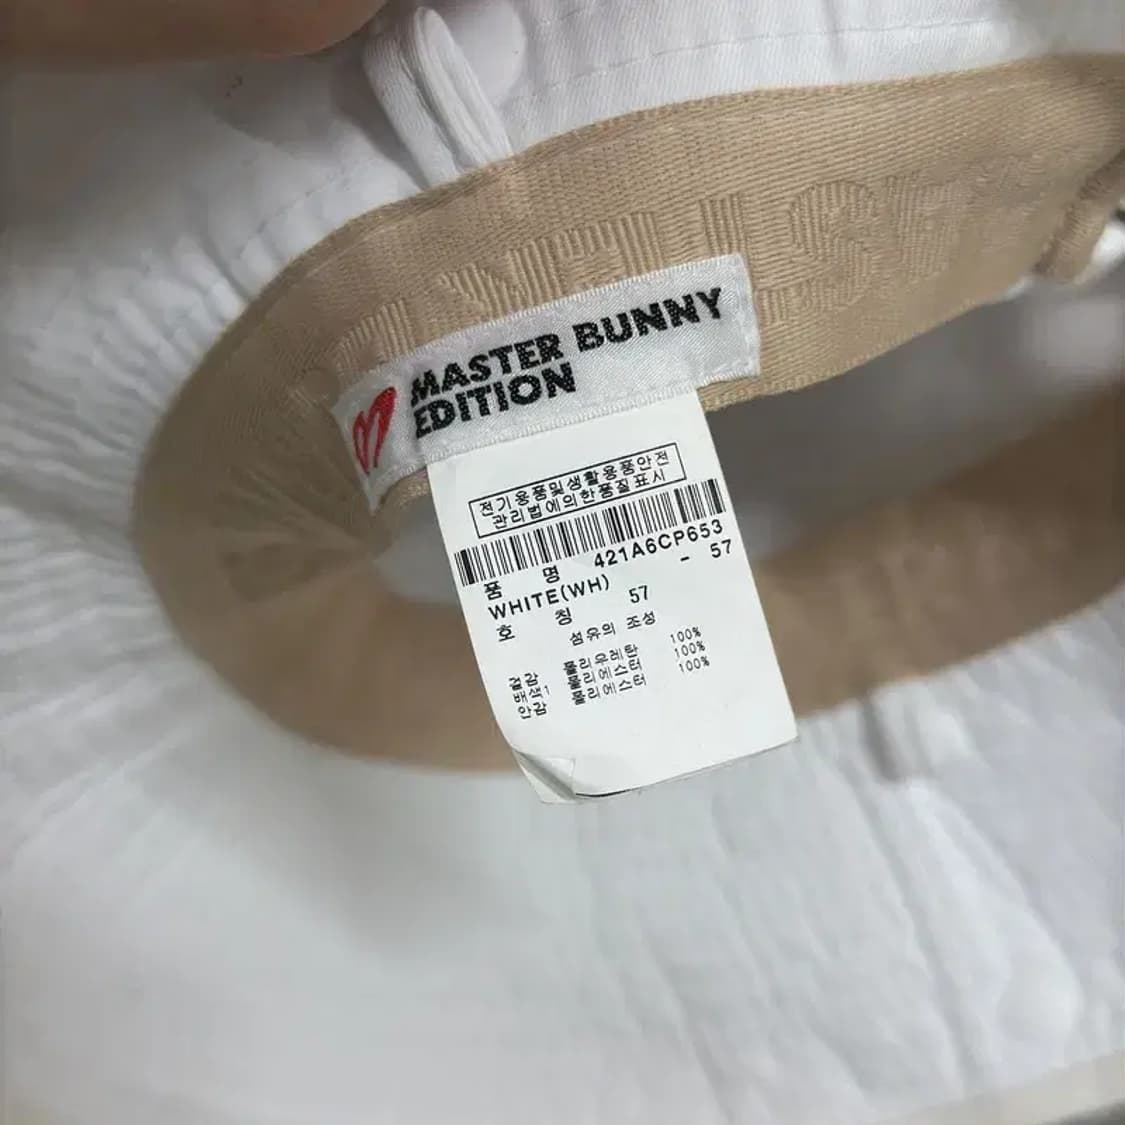 MASTER BUNNY
EDITION
전기용품및생활용품안전
관리법에의한품질표시
421A6CP653
품 명 - 57
WHITE(WH)
호 칭 57
섬유의 조성
겉감 폴리우레탄 100%
배색1 폴리에스터 100%
안감 폴리에스터 100%